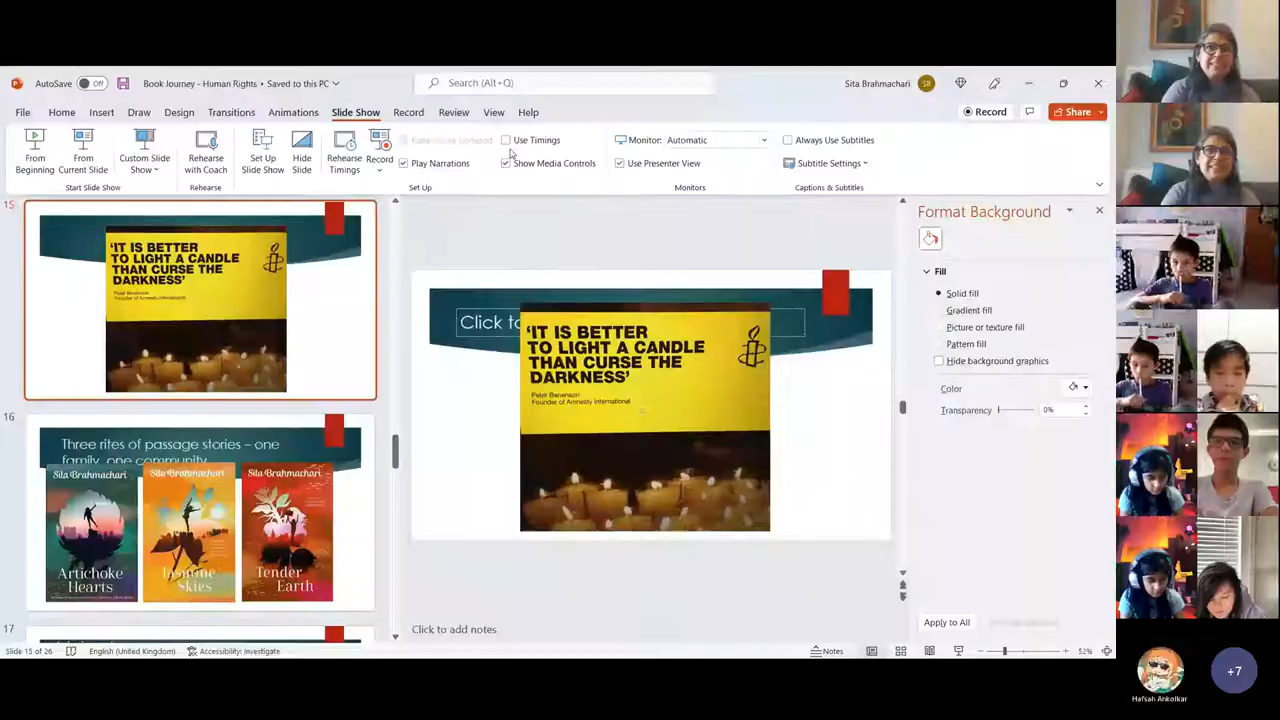 AutoSave Off Book Journey - Human Rights • Saved to this PC Search (Alt+Q) Sita Brahmachari SB
File Home Insert Draw Design Transitions Animations Slide Show Record Review View Help Record Share
From Beginning
From Current Slide
Custom Slide Show
Rehearse with Coach
Set Up Slide Show
Hide Slide
Rehearse Timings
Record
Use Timings
Play Narrations
Show Media Controls
Monitor: Automatic
Use Presenter View
Always Use Subtitles
Subtitle Settings
Start Slide Show Rehearse Set Up Monitors Captions & Subtitles
15
'IT IS BETTER
TO LIGHT A CANDLE
THAN CURSE THE
DARKNESS'
Peter Benenson
Founder of Amnesty International
16
Three rites of passage stories – one
family, one community
Sita Brahmachari Sita Brahmachari Sita Brahmachari
Artichoke Hearts
Jasmine Skies
Tender Earth
17
Click to
'IT IS BETTER
TO LIGHT A CANDLE
THAN CURSE THE
DARKNESS'
Peter Benenson
Founder of Amnesty International
Click to add notes
Format Background
Fill
Solid fill
Gradient fill
Picture or texture fill
Pattern fill
Hide background graphics
Color
Transparency 0%
Apply to All
Slide 15 of 26 English (United Kingdom) Accessibility: Investigate Notes 52%
Hafsah Ankolkar
+7